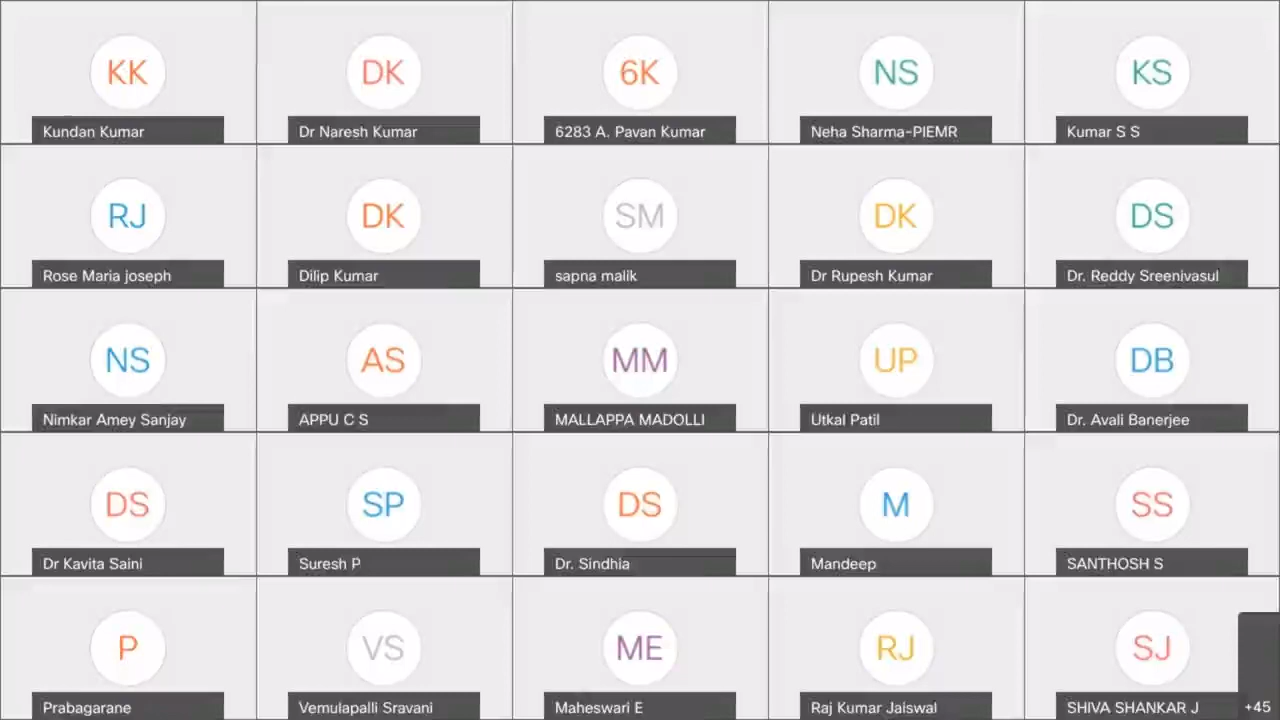 KK
DK
6K
NS
KS
Kundan Kumar
Dr Naresh Kumar
6283 A. Pavan Kumar
Neha Sharma-PIEMR
Kumar S S
RJ
DK
SM
DK
DS
Rose Maria joseph
Dilip Kumar
sapna malik
Dr Rupesh Kumar
Dr. Reddy Sreenivasul
NS
AS
MM
UP
DB
Nimkar Amey Sanjay
APPU C S
MALLAPPA MADOLLI
Utkal Patil
Dr. Avali Banerjee
DS
SP
DS
M
SS
Dr Kavita Saini
Suresh P
Dr. Sindhia
Mandeep
SANTHOSH S
P
VS
ME
RJ
SJ
Prabagarane
Vemulapalli Sravani
Maheswari E
Raj Kumar Jaiswal
SHIVA SHANKAR J
+45